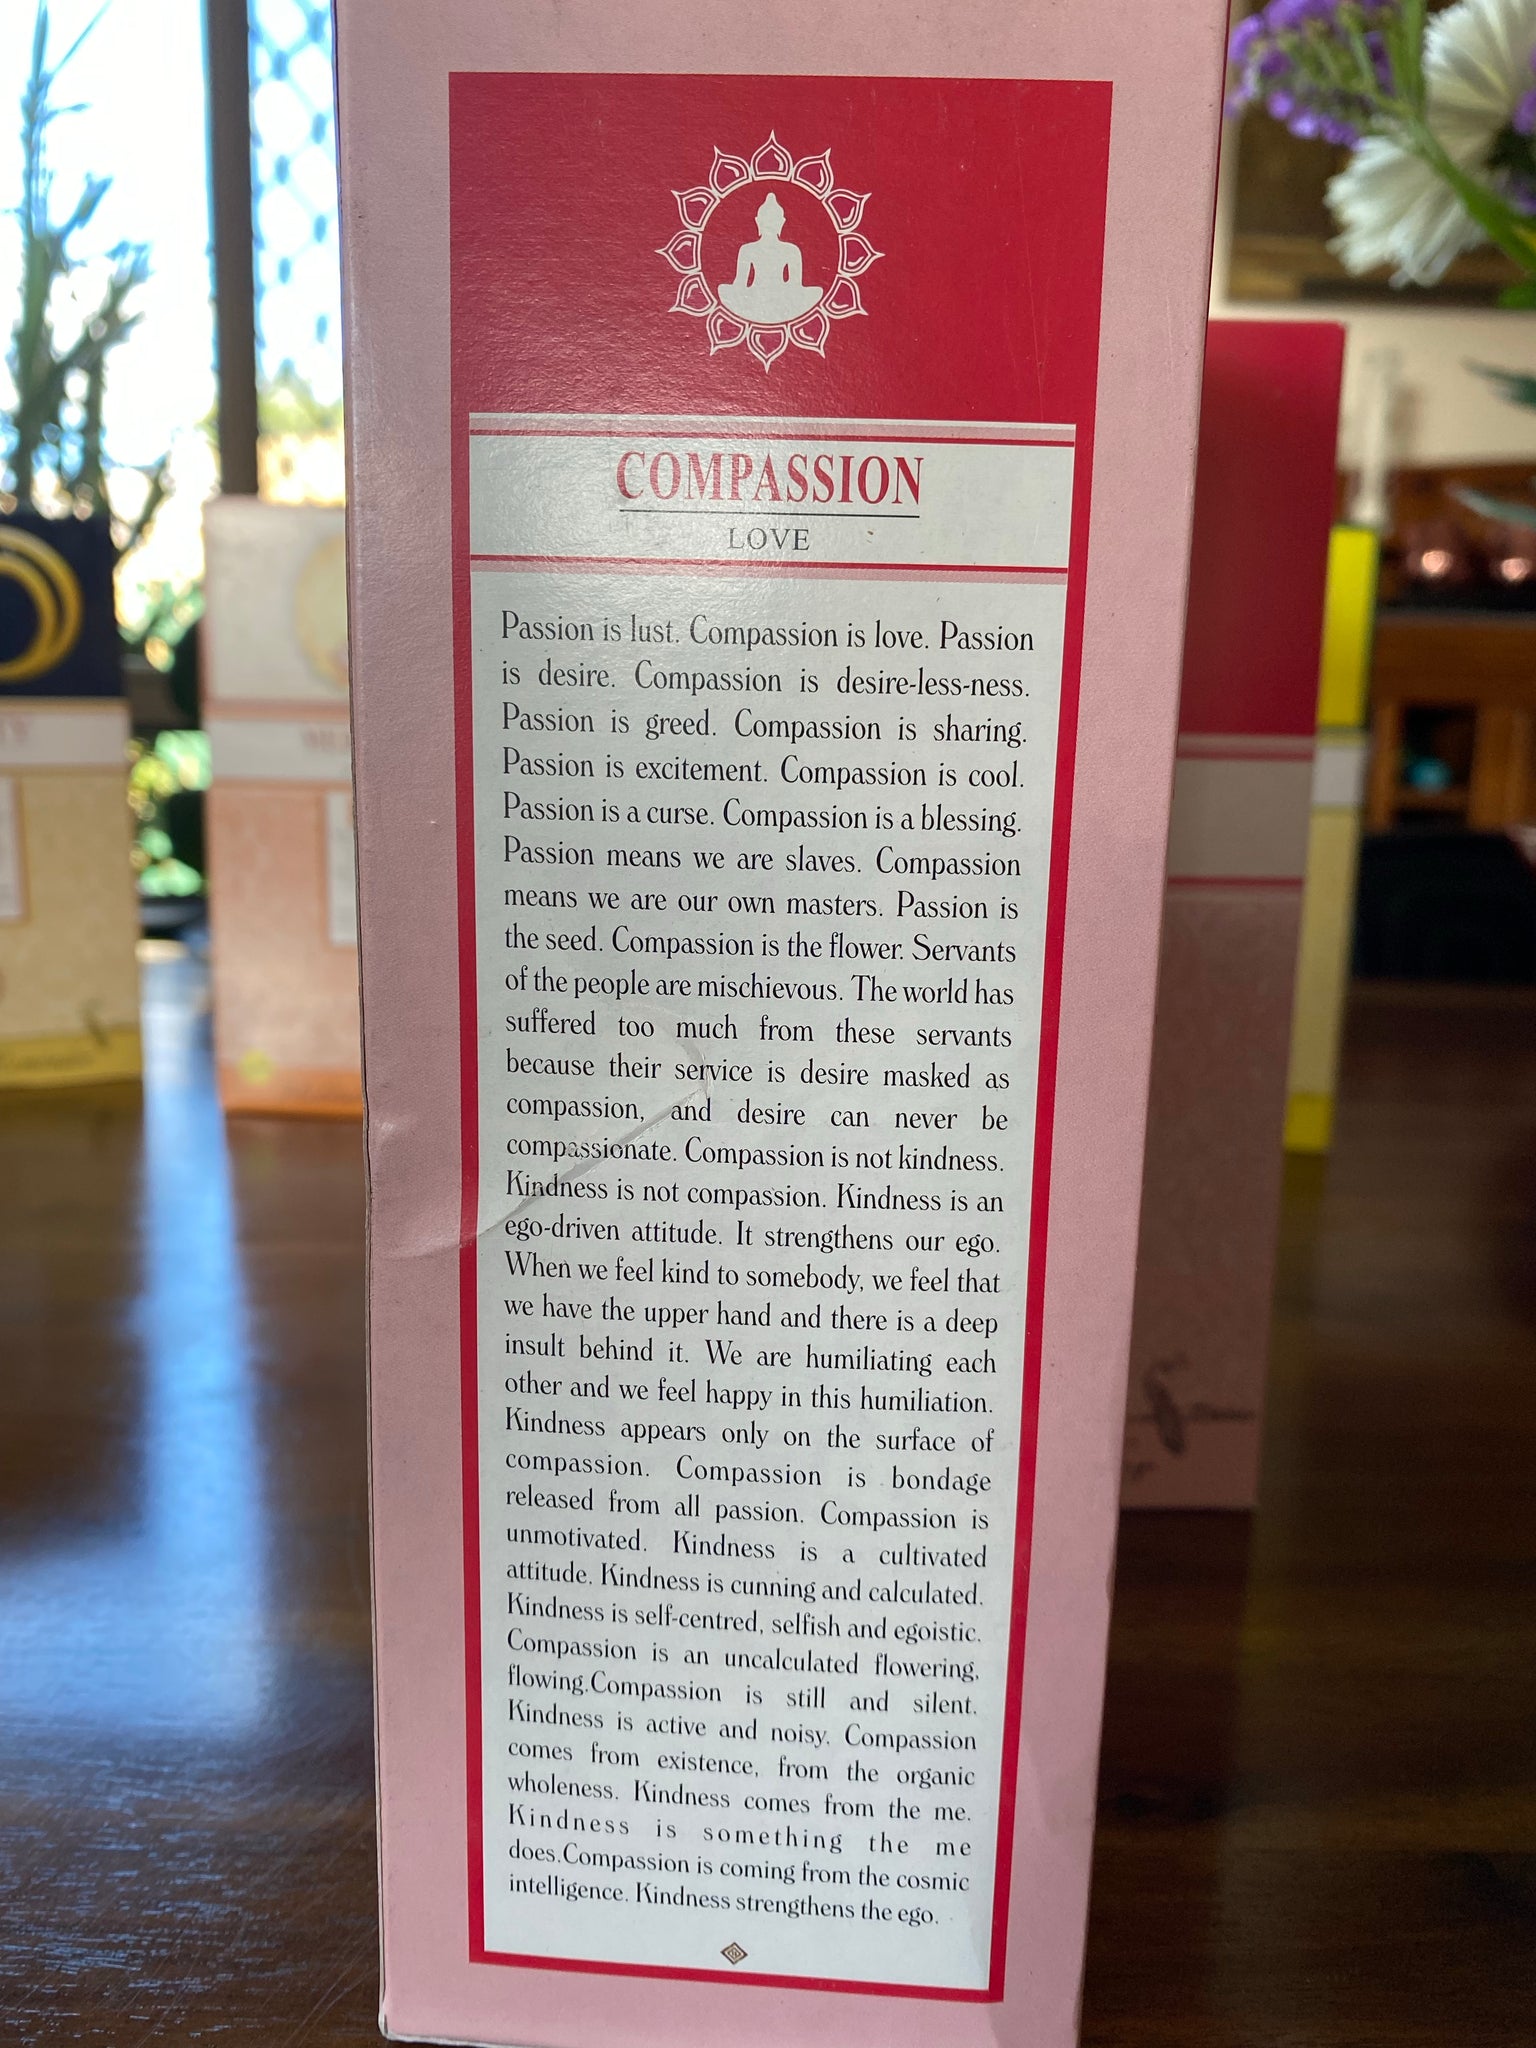 COMPASSION
LOVE
Passion is lust. Compassion is love. Passion
is desire. Compassion is desire-less-ness.
Passion is greed. Compassion is sharing.
Passion is excitement. Compassion is cool.
Passion is a curse. Compassion is a blessing.
Passion means we are slaves. Compassion
means we are our own masters. Passion is
the seed. Compassion is the flower. Servants
of the people are mischievous. The world has
suffered too much from these servants
because their service is desire masked as
compassion, and desire can never be
compassionate. Compassion is not kindness.
Kindness is not compassion. Kindness is an
ego-driven attitude. It strengthens our ego.
When we feel kind to somebody, we feel that
we have the upper hand and there is a deep
insult behind it. We are humiliating each
other and we feel happy in this humiliation.
Kindness appears only on the surface of
compassion. Compassion is bondage
released from all passion. Compassion is
unmotivated. Kindness is a cultivated
attitude. Kindness is cunning and calculated.
Kindness is self-centred, selfish and egoistic.
Compassion is an uncalculated flowering,
flowing.Compassion is still and silent.
Kindness is active and noisy. Compassion
comes from existence, from the organic
wholeness. Kindness comes from the me.
Kindness is something the me
does.Compassion is coming from the cosmic
intelligence. Kindness strengthens the ego.